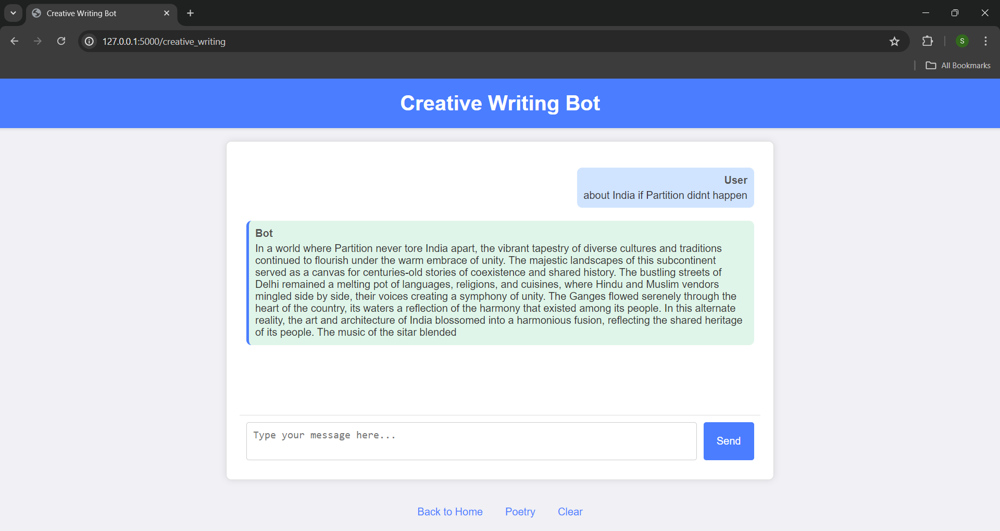 Creative Writing Bot
127.0.0.1:5000/creative_writing
S
All Bookmarks
Creative Writing Bot
User
about India if Partition didnt happen
Bot
In a world where Partition never tore India apart, the vibrant tapestry of diverse cultures and traditions
continued to flourish under the warm embrace of unity. The majestic landscapes of this subcontinent
served as a canvas for centuries-old stories of coexistence and shared history. The bustling streets of
Delhi remained a melting pot of languages, religions, and cuisines, where Hindu and Muslim vendors
mingled side by side, their voices creating a symphony of unity. The Ganges flowed serenely through the
heart of the country, its waters a reflection of the harmony that existed among its people. In this alternate
reality, the art and architecture of India blossomed into a harmonious fusion, reflecting the shared heritage
of its people. The music of the sitar blended
Type your message here...
Send
Back to Home Poetry Clear